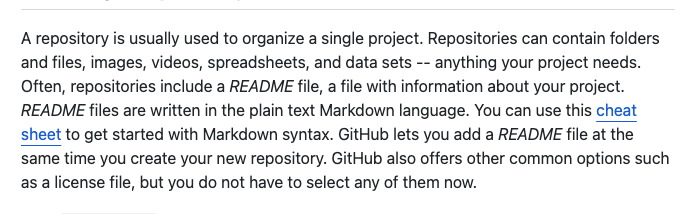 A repository is usually used to organize a single project. Repositories can contain folders
and files, images, videos, spreadsheets, and data sets -- anything your project needs.
Often, repositories include a README file, a file with information about your project.
README files are written in the plain text Markdown language. You can use this cheat
sheet to get started with Markdown syntax. GitHub lets you add a README file at the
same time you create your new repository. GitHub also offers other common options such
as a license file, but you do not have to select any of them now.